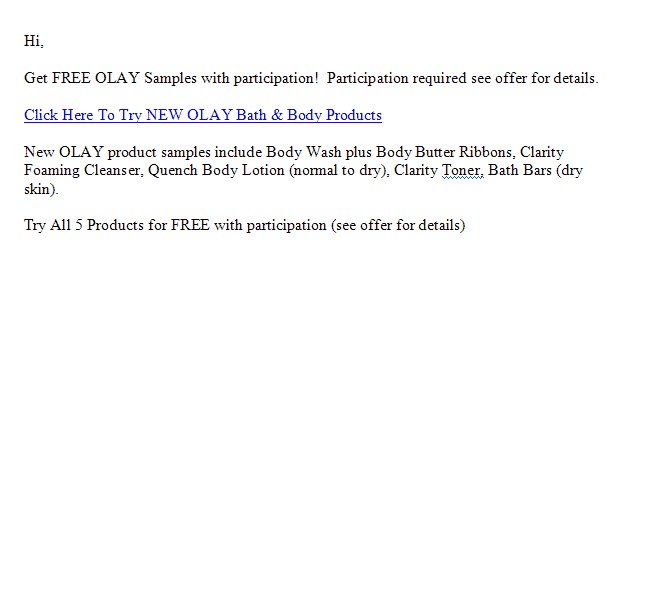 Hi,
Get FREE OLAY Samples with participation!  Participation required see offer for details.
Click Here To Try NEW OLAY Bath & Body Products
New OLAY product samples include Body Wash plus Body Butter Ribbons, Clarity
Foaming Cleanser, Quench Body Lotion (normal to dry), Clarity Toner, Bath Bars (dry
skin).
Try All 5 Products for FREE with participation (see offer for details)